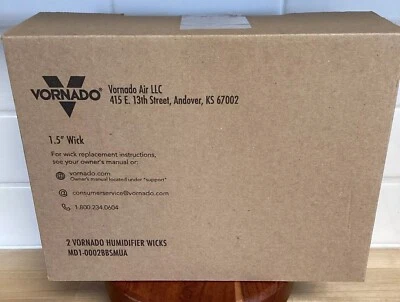 VORNADO
Vornado Air LLC
415 E. 13th Street, Andover, KS 67002
1.5" Wick
For wick replacement instructions,
see your owner's manual or:
vornado.com
Owner's manual located under "support"
consumerservice@vornado.com
1.800.234.0604
2 VORNADO HUMIDIFIER WICKS
MD1-0002BBSMUA